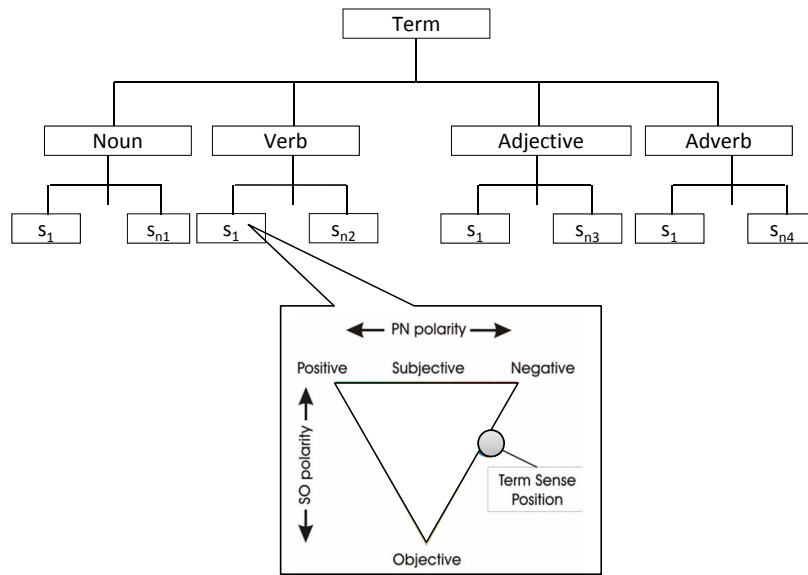 Term
Noun Verb Adjective Adverb
s1 sn1 s1 sn2 s1 sn3 s1 sn4
PN polarity
Positive Subjective Negative
SO polarity
Term Sense
Position
Objective